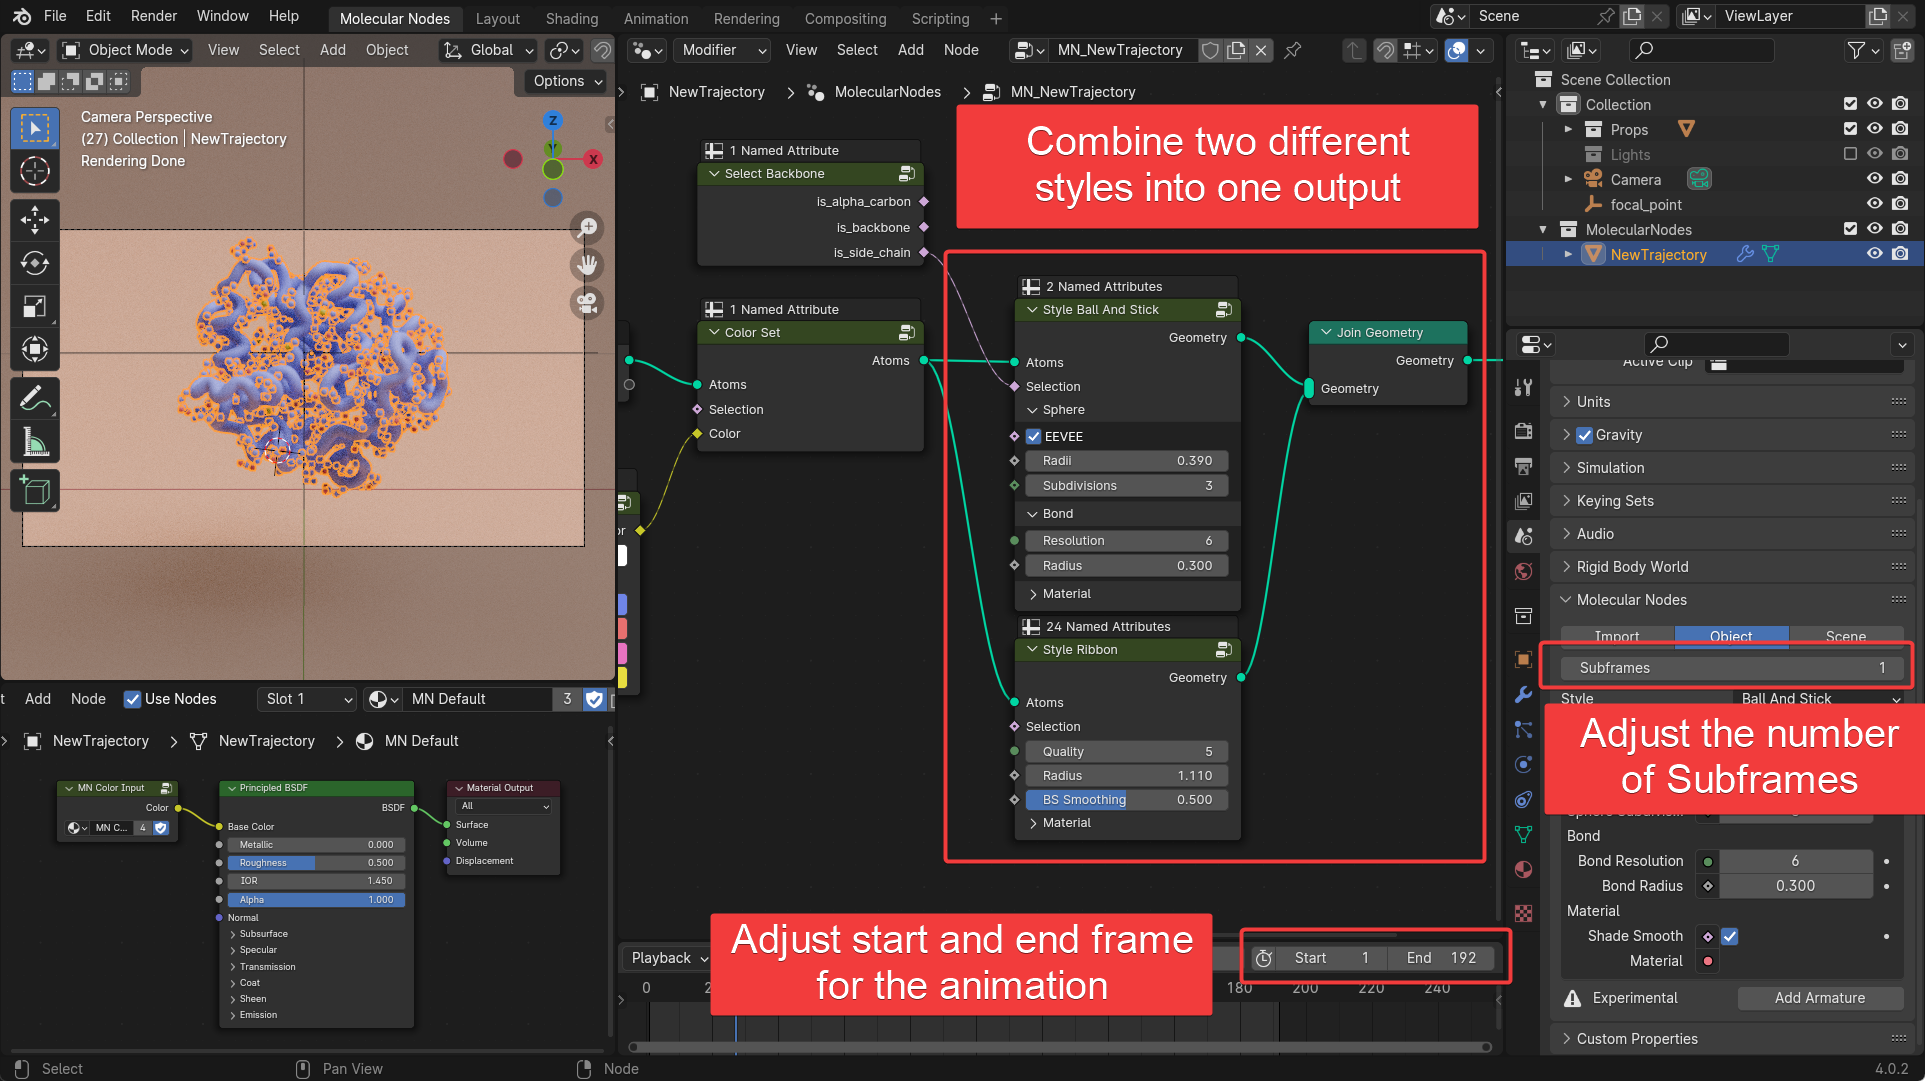 File Edit Render Window Help Molecular Nodes Layout Shading Animation Rendering Compositing Scripting + Scene ViewLayer
Object Mode View Select Add Object Global
Options
Camera Perspective
(27) Collection | NewTrajectory
Rendering Done
Z
Y
X
Modifier View Select Add Node MN_NewTrajectory
NewTrajectory > MolecularNodes > MN_NewTrajectory
Combine two different
styles into one output
1 Named Attribute
Select Backbone
is_alpha_carbon
is_backbone
is_side_chain
1 Named Attribute
Color Set
Atoms
Atoms
Selection
Color
or
2 Named Attributes
Style Ball And Stick
Geometry
Atoms
Selection
Sphere
EEVEE
Radii 0.390
Subdivisions 3
Bond
Resolution 6
Radius 0.300
Material
24 Named Attributes
Style Ribbon
Geometry
Atoms
Selection
Quality 5
Radius 1.110
BS Smoothing 0.500
Material
Join Geometry
Geometry
Geometry
Scene Collection
Collection
Props
Lights
Camera
focal_point
MolecularNodes
NewTrajectory
Active Clip
Units
Gravity
Simulation
Keying Sets
Audio
Rigid Body World
Molecular Nodes
Import Object Scene
Subframes 1
Style Ball And Stick
Adjust the number
of Subframes
Bond
Bond Resolution 6
Bond Radius 0.300
Material
Shade Smooth
Material
Experimental Add Armature
Custom Properties
t Add Node Use Nodes Slot 1 MN Default 3
NewTrajectory > NewTrajectory > MN Default
MN Color Input
Color
MN C... 4
Principled BSDF
BSDF
Base Color
Metallic 0.000
Roughness 0.500
IOR 1.450
Alpha 1.000
Normal
Subsurface
Specular
Transmission
Coat
Sheen
Emission
Material Output
All
Surface
Volume
Displacement
Playback
Adjust start and end frame
for the animation
Start 1 End 192
0 2 180 200 220 240
Select Pan View Node 4.0.2